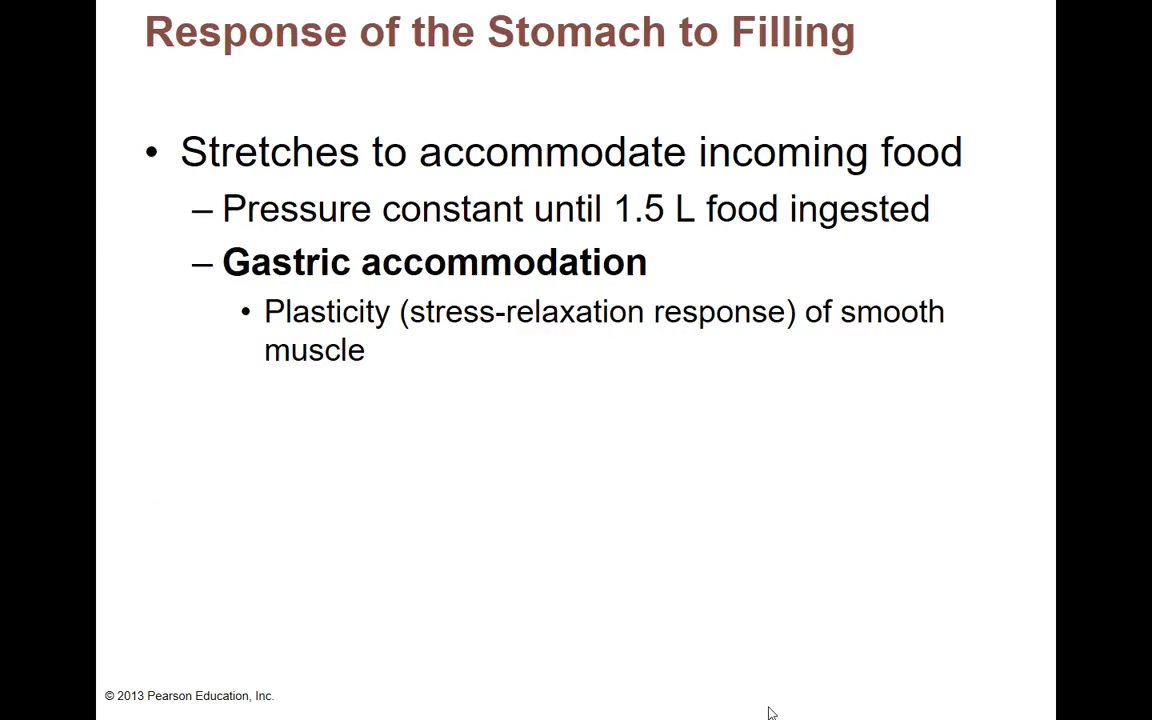 Response of the Stomach to Filling
• Stretches to accommodate incoming food
– Pressure constant until 1.5 L food ingested
– Gastric accommodation
• Plasticity (stress-relaxation response) of smooth
muscle
© 2013 Pearson Education, Inc.